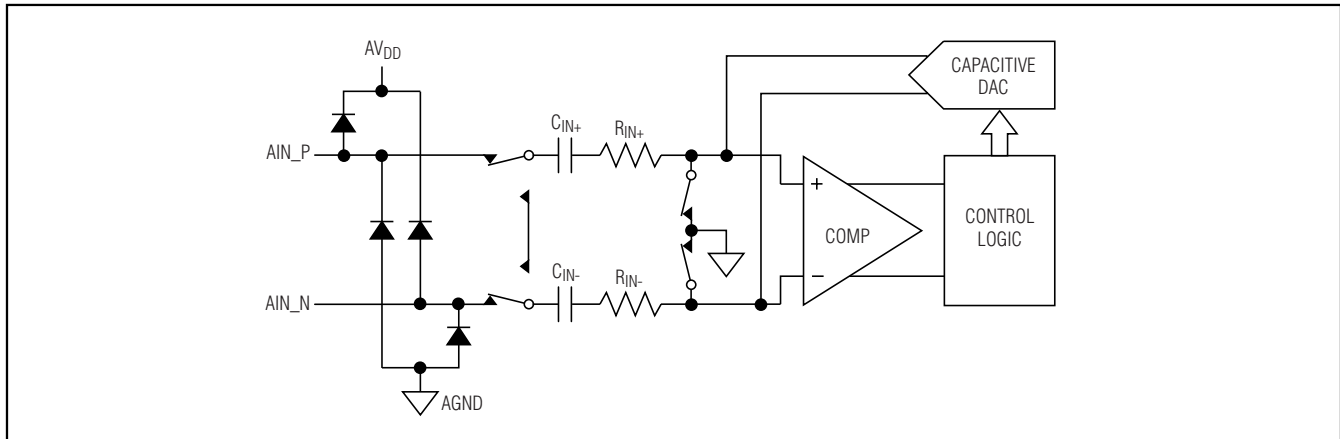 AVDD
CAPACITIVE
DAC
CIN+
RIN+
AIN_P
+
COMP
−
CONTROL
LOGIC
CIN-
RIN-
AIN_N
AGND